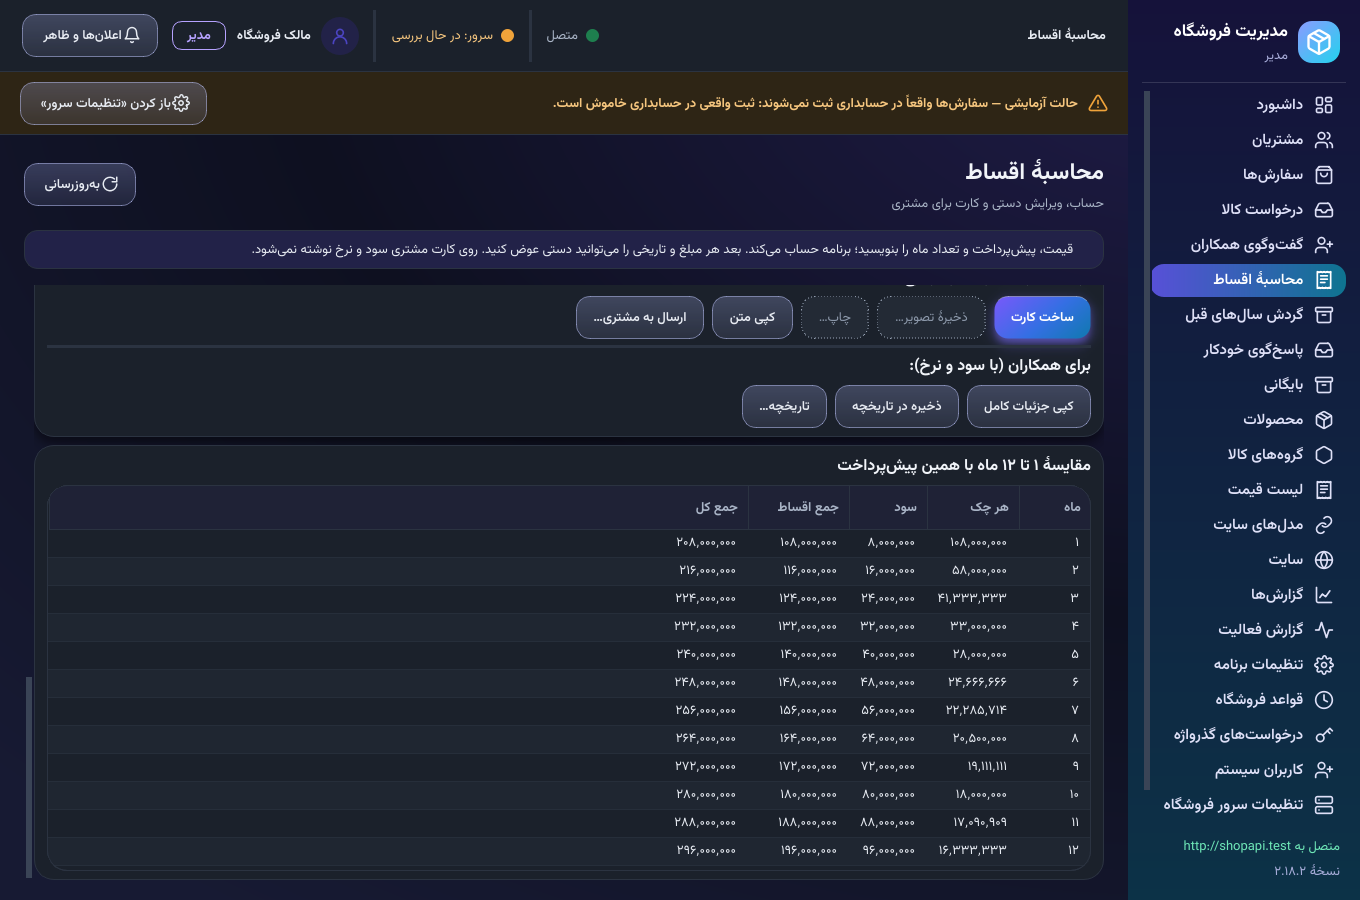 مدیریت فروشگاه
مدیر
داشبورد
مشتریان
سفارش‌ها
درخواست کالا
گفت‌وگوی همکاران
محاسبهٔ اقساط
گردش سال‌های قبل
پاسخ‌گوی خودکار
بایگانی
محصولات
گروه‌های کالا
لیست قیمت
مدل‌های سایت
سایت
گزارش‌ها
گزارش فعالیت
تنظیمات برنامه
قواعد فروشگاه
درخواست‌های گذرواژه
کاربران سیستم
تنظیمات سرور فروشگاه
متصل به http://shopapi.test
نسخهٔ ۲.۱۸.۲
محاسبهٔ اقساط
متصل
سرور: در حال بررسی
مالک فروشگاه
مدیر
اعلان‌ها و ظاهر
حالت آزمایشی — سفارش‌ها واقعاً در حسابداری ثبت نمی‌شوند: ثبت واقعی در حسابداری خاموش است.
باز کردن «تنظیمات سرور»
محاسبهٔ اقساط
به‌روزرسانی
حساب، ویرایش دستی و کارت برای مشتری
قیمت، پیش‌پرداخت و تعداد ماه را بنویسید؛ برنامه حساب می‌کند. بعد هر مبلغ و تاریخی را می‌توانید دستی عوض کنید. روی کارت مشتری سود و نرخ نوشته نمی‌شود.
ساخت کارت
ذخیرهٔ تصویر...
چاپ...
کپی متن
ارسال به مشتری...
برای همکاران (با سود و نرخ):
کپی جزئیات کامل
ذخیره در تاریخچه
تاریخچه...
مقایسهٔ ۱ تا ۱۲ ماه با همین پیش‌پرداخت
ماه هر چک سود جمع اقساط جمع کل
۱ ۱۰۸,۰۰۰,۰۰۰ ۸,۰۰۰,۰۰۰ ۱۰۸,۰۰۰,۰۰۰ ۲۰۸,۰۰۰,۰۰۰
۲ ۵۸,۰۰۰,۰۰۰ ۱۶,۰۰۰,۰۰۰ ۱۱۶,۰۰۰,۰۰۰ ۲۱۶,۰۰۰,۰۰۰
۳ ۴۱,۳۳۳,۳۳۳ ۲۴,۰۰۰,۰۰۰ ۱۲۴,۰۰۰,۰۰۰ ۲۲۴,۰۰۰,۰۰۰
۴ ۳۳,۰۰۰,۰۰۰ ۳۲,۰۰۰,۰۰۰ ۱۳۲,۰۰۰,۰۰۰ ۲۳۲,۰۰۰,۰۰۰
۵ ۲۸,۰۰۰,۰۰۰ ۴۰,۰۰۰,۰۰۰ ۱۴۰,۰۰۰,۰۰۰ ۲۴۰,۰۰۰,۰۰۰
۶ ۲۴,۶۶۶,۶۶۶ ۴۸,۰۰۰,۰۰۰ ۱۴۸,۰۰۰,۰۰۰ ۲۴۸,۰۰۰,۰۰۰
۷ ۲۲,۲۸۵,۷۱۴ ۵۶,۰۰۰,۰۰۰ ۱۵۶,۰۰۰,۰۰۰ ۲۵۶,۰۰۰,۰۰۰
۸ ۲۰,۵۰۰,۰۰۰ ۶۴,۰۰۰,۰۰۰ ۱۶۴,۰۰۰,۰۰۰ ۲۶۴,۰۰۰,۰۰۰
۹ ۱۹,۱۱۱,۱۱۱ ۷۲,۰۰۰,۰۰۰ ۱۷۲,۰۰۰,۰۰۰ ۲۷۲,۰۰۰,۰۰۰
۱۰ ۱۸,۰۰۰,۰۰۰ ۸۰,۰۰۰,۰۰۰ ۱۸۰,۰۰۰,۰۰۰ ۲۸۰,۰۰۰,۰۰۰
۱۱ ۱۷,۰۹۰,۹۰۹ ۸۸,۰۰۰,۰۰۰ ۱۸۸,۰۰۰,۰۰۰ ۲۸۸,۰۰۰,۰۰۰
۱۲ ۱۶,۳۳۳,۳۳۳ ۹۶,۰۰۰,۰۰۰ ۱۹۶,۰۰۰,۰۰۰ ۲۹۶,۰۰۰,۰۰۰